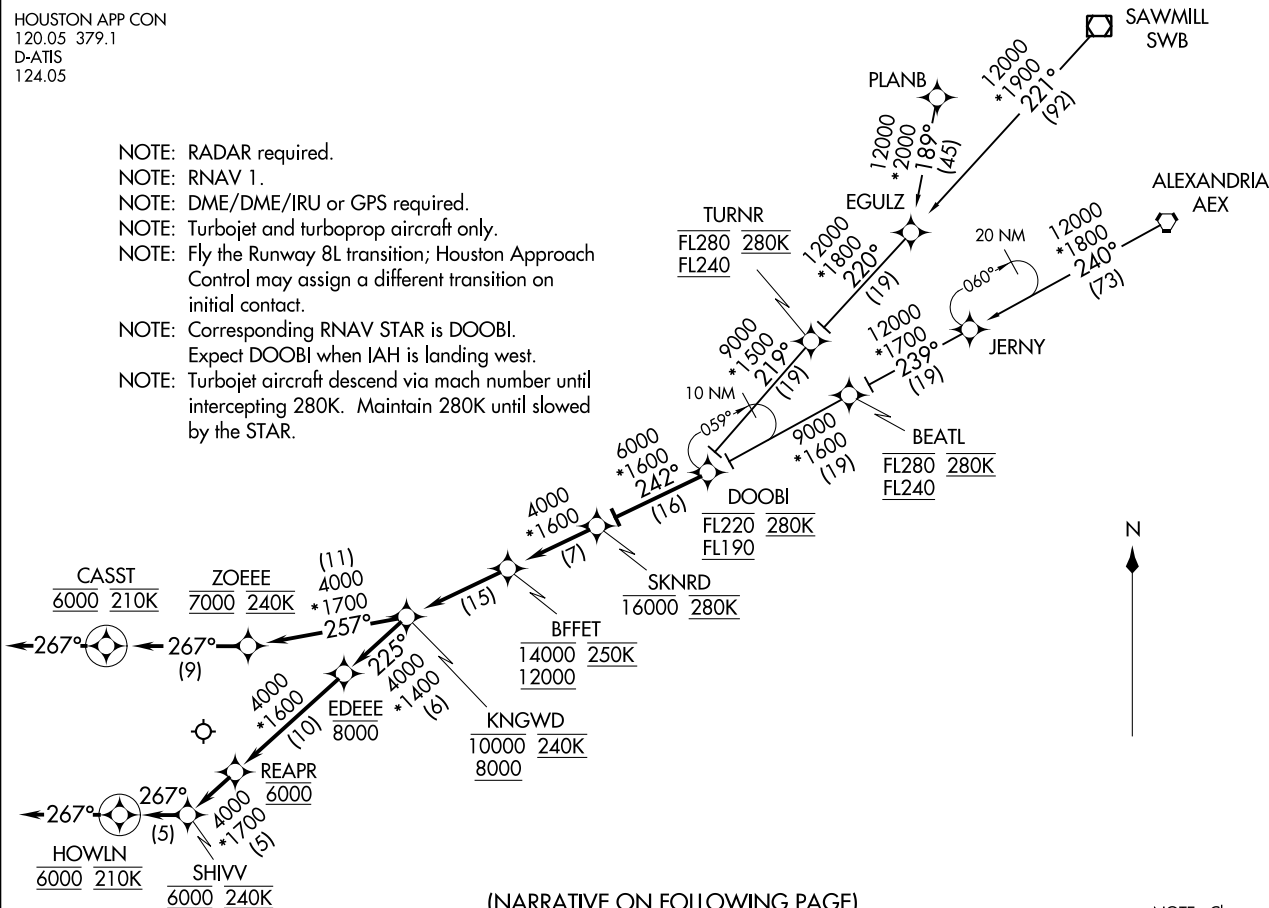 HOUSTON APP CON
120.05 379.1
D-ATIS
124.05
NOTE: RADAR required.
NOTE: RNAV 1.
NOTE: DME/DME/IRU or GPS required.
NOTE: Turbojet and turboprop aircraft only.
NOTE: Fly the Runway 8L transition; Houston Approach
Control may assign a different transition on
initial contact.
NOTE: Corresponding RNAV STAR is DOOBI.
Expect DOOBI when IAH is landing west.
NOTE: Turbojet aircraft descend via mach number until
intercepting 280K. Maintain 280K until slowed
by the STAR.
SAWMILL
SWB
12000
*1900
221°
(92)
PLANB
12000
*2000
189°
(45)
EGULZ
ALEXANDRIA
AEX
12000
*1800
240°
(73)
20 NM
060°
JERNY
TURNR
FL280 280K
FL240
12000
*1800
220°
(19)
12000
*1700
239°
(19)
9000
*1500
219°
(19)
10 NM
059°
BEATL
FL280 280K
FL240
9000
*1600
(19)
DOOBI
FL220 280K
FL190
6000
*1600
242°
(16)
SKNRD
16000 280K
4000
*1600
(7)
BFFET
14000 250K
12000
(15)
KNGWD
10000 240K
8000
(11)
4000
*1700
257°
ZOEEE
7000 240K
CASST
6000 210K
267°
(9)
267°
225°
4000
*1400
(6)
EDEEE
8000
4000
*1600
(10)
REAPR
6000
4000
*1700
(5)
SHIVV
6000 240K
267°
(5)
267°
HOWLN
6000 210K
N
(NARRATIVE ON FOLLOWING PAGE)
NOTE: Ch